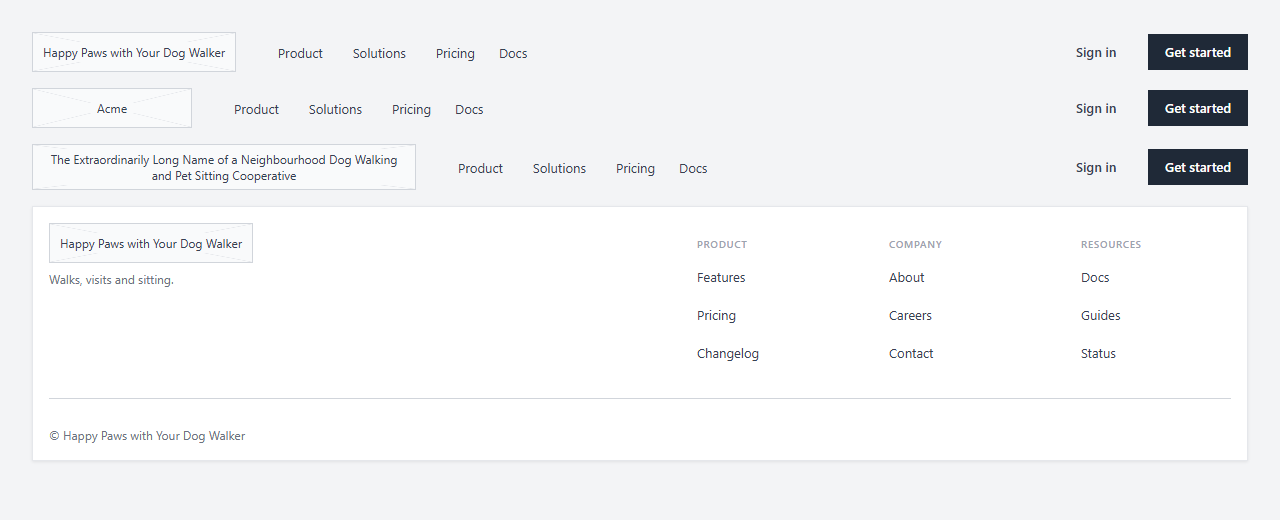 Happy Paws with Your Dog Walker Product Solutions Pricing Docs Sign in Get started
Acme Product Solutions Pricing Docs Sign in Get started
The Extraordinarily Long Name of a Neighbourhood Dog Walking
and Pet Sitting Cooperative
Product Solutions Pricing Docs Sign in Get started
Happy Paws with Your Dog Walker
Walks, visits and sitting.
PRODUCT
Features
Pricing
Changelog
COMPANY
About
Careers
Contact
RESOURCES
Docs
Guides
Status
© Happy Paws with Your Dog Walker